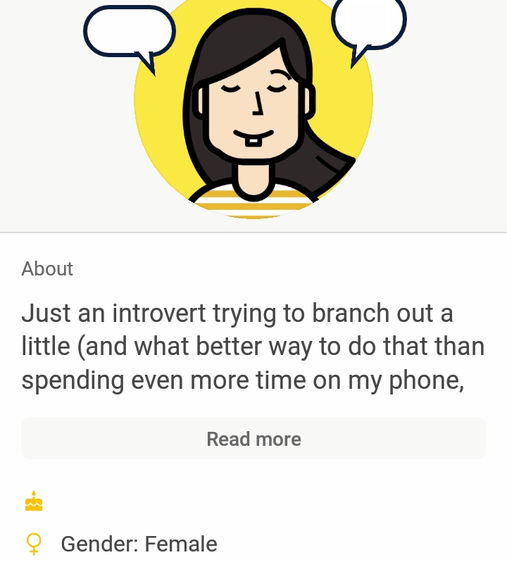 About
Just an introvert trying to branch out a
little (and what better way to do that than
spending even more time on my phone,
Read more
Gender: Female